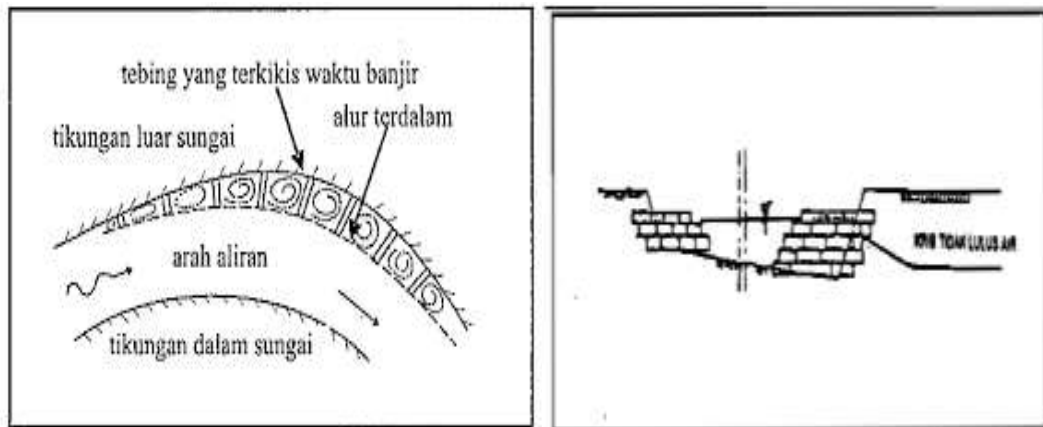 tebing yang terkikis waktu banjir
alur terdalam
tikungan luar sungai
arah aliran
tikungan dalam sungai
KRIB TIDAK LULUS AIR